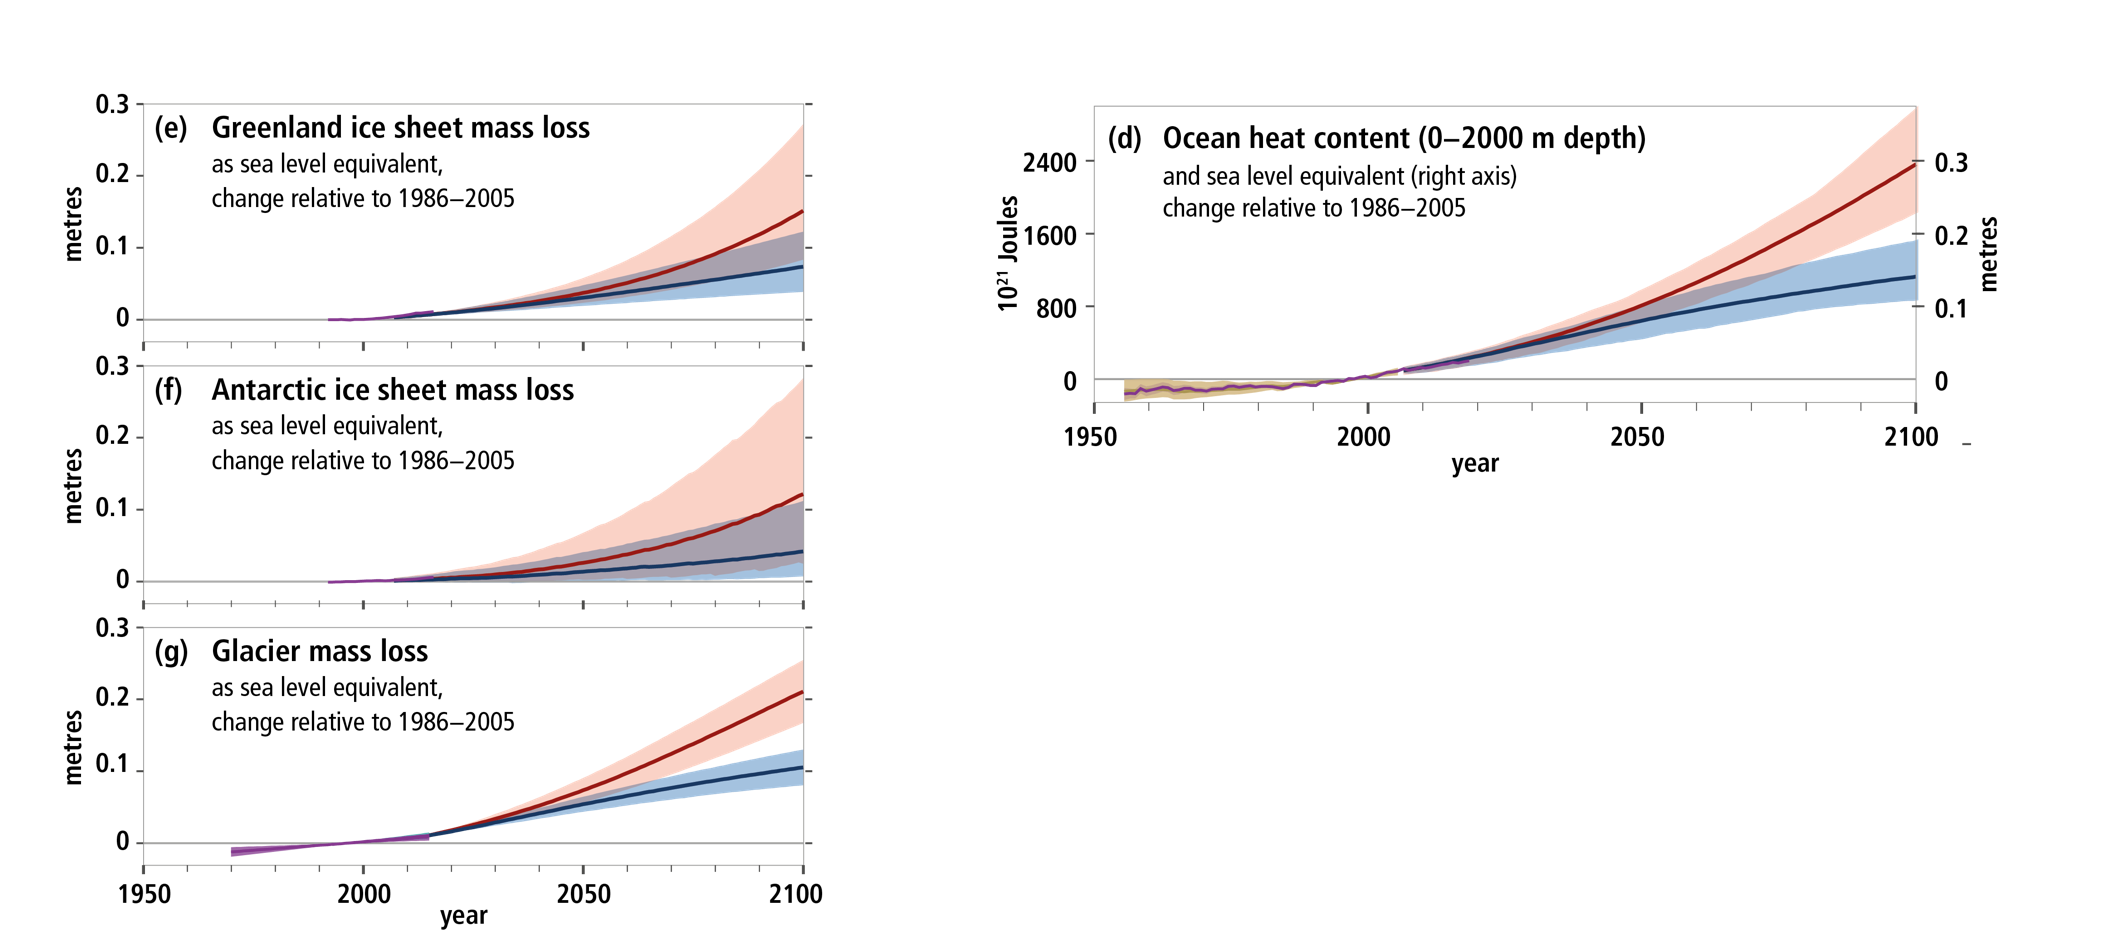 (e) Greenland ice sheet mass loss
as sea level equivalent,
change relative to 1986–2005
metres
0.3
0.2
0.1
0
(f) Antarctic ice sheet mass loss
as sea level equivalent,
change relative to 1986–2005
metres
0.3
0.2
0.1
0
(g) Glacier mass loss
as sea level equivalent,
change relative to 1986–2005
metres
0.3
0.2
0.1
0
1950 2000 2050 2100
year
(d) Ocean heat content (0–2000 m depth)
and sea level equivalent (right axis)
change relative to 1986–2005
10²¹ Joules
2400
1600
800
0
0.3
0.2
0.1
0
metres
1950 2000 2050 2100
year